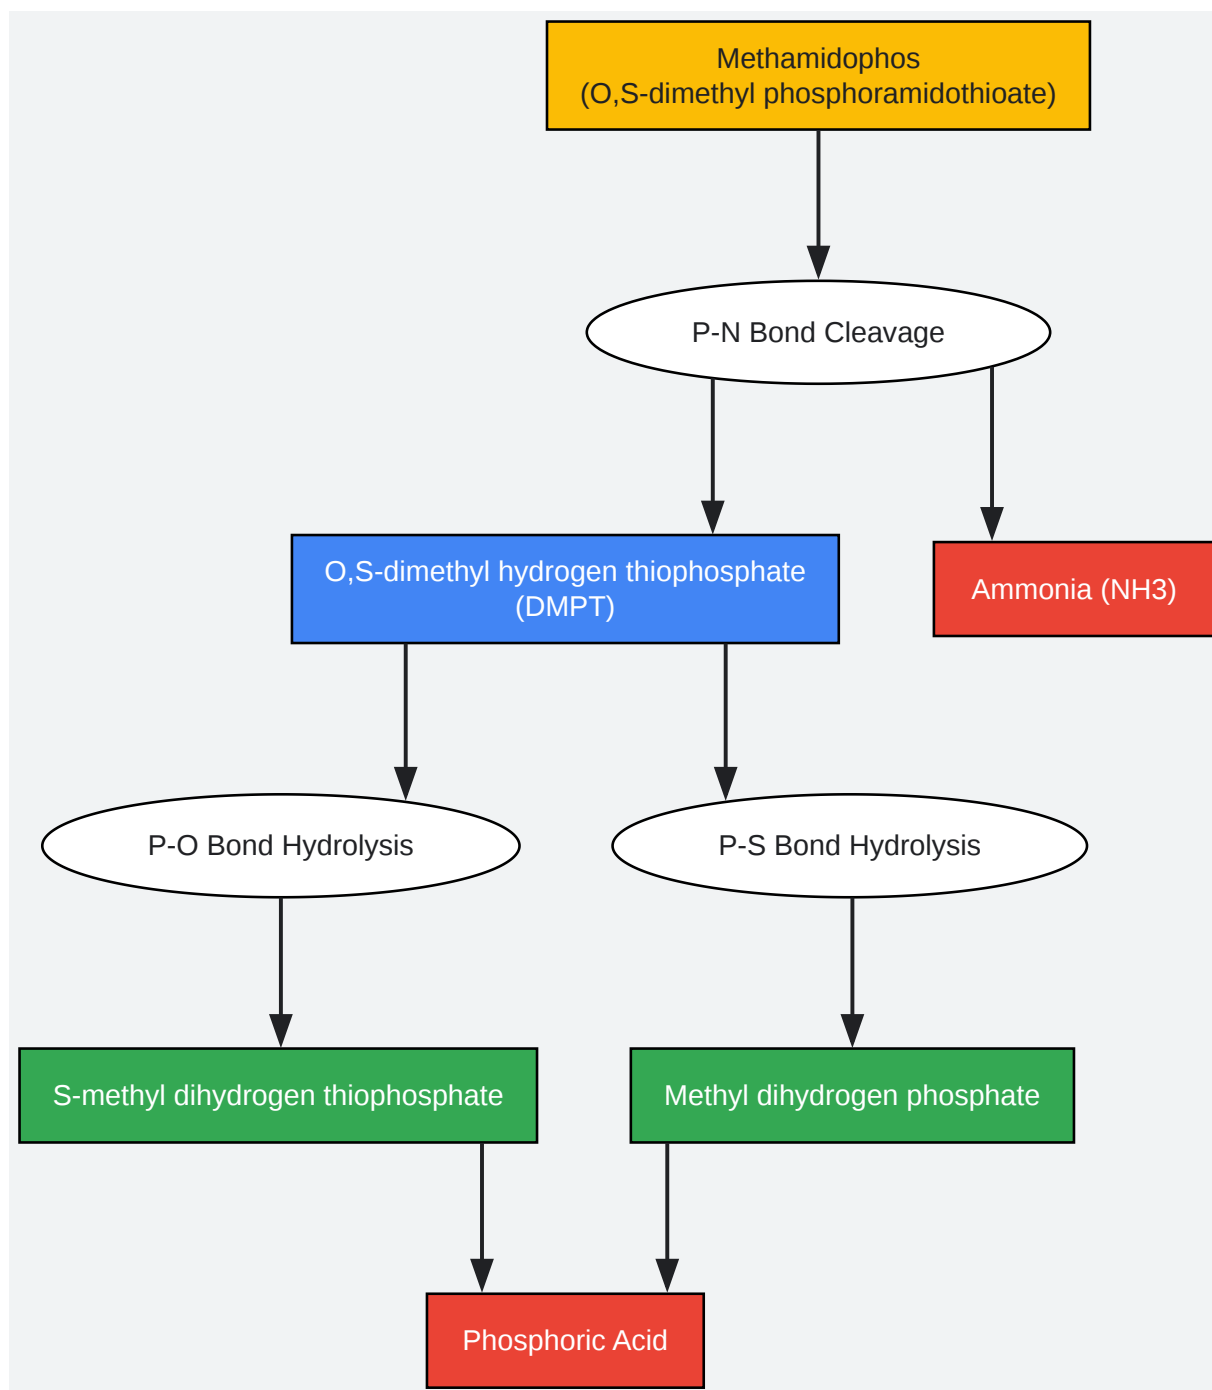 Methamidophos
(O,S-dimethyl phosphoramidothioate)
P-N Bond Cleavage
O,S-dimethyl hydrogen thiophosphate
(DMPT)
Ammonia (NH3)
P-O Bond Hydrolysis
P-S Bond Hydrolysis
S-methyl dihydrogen thiophosphate
Methyl dihydrogen phosphate
Phosphoric Acid